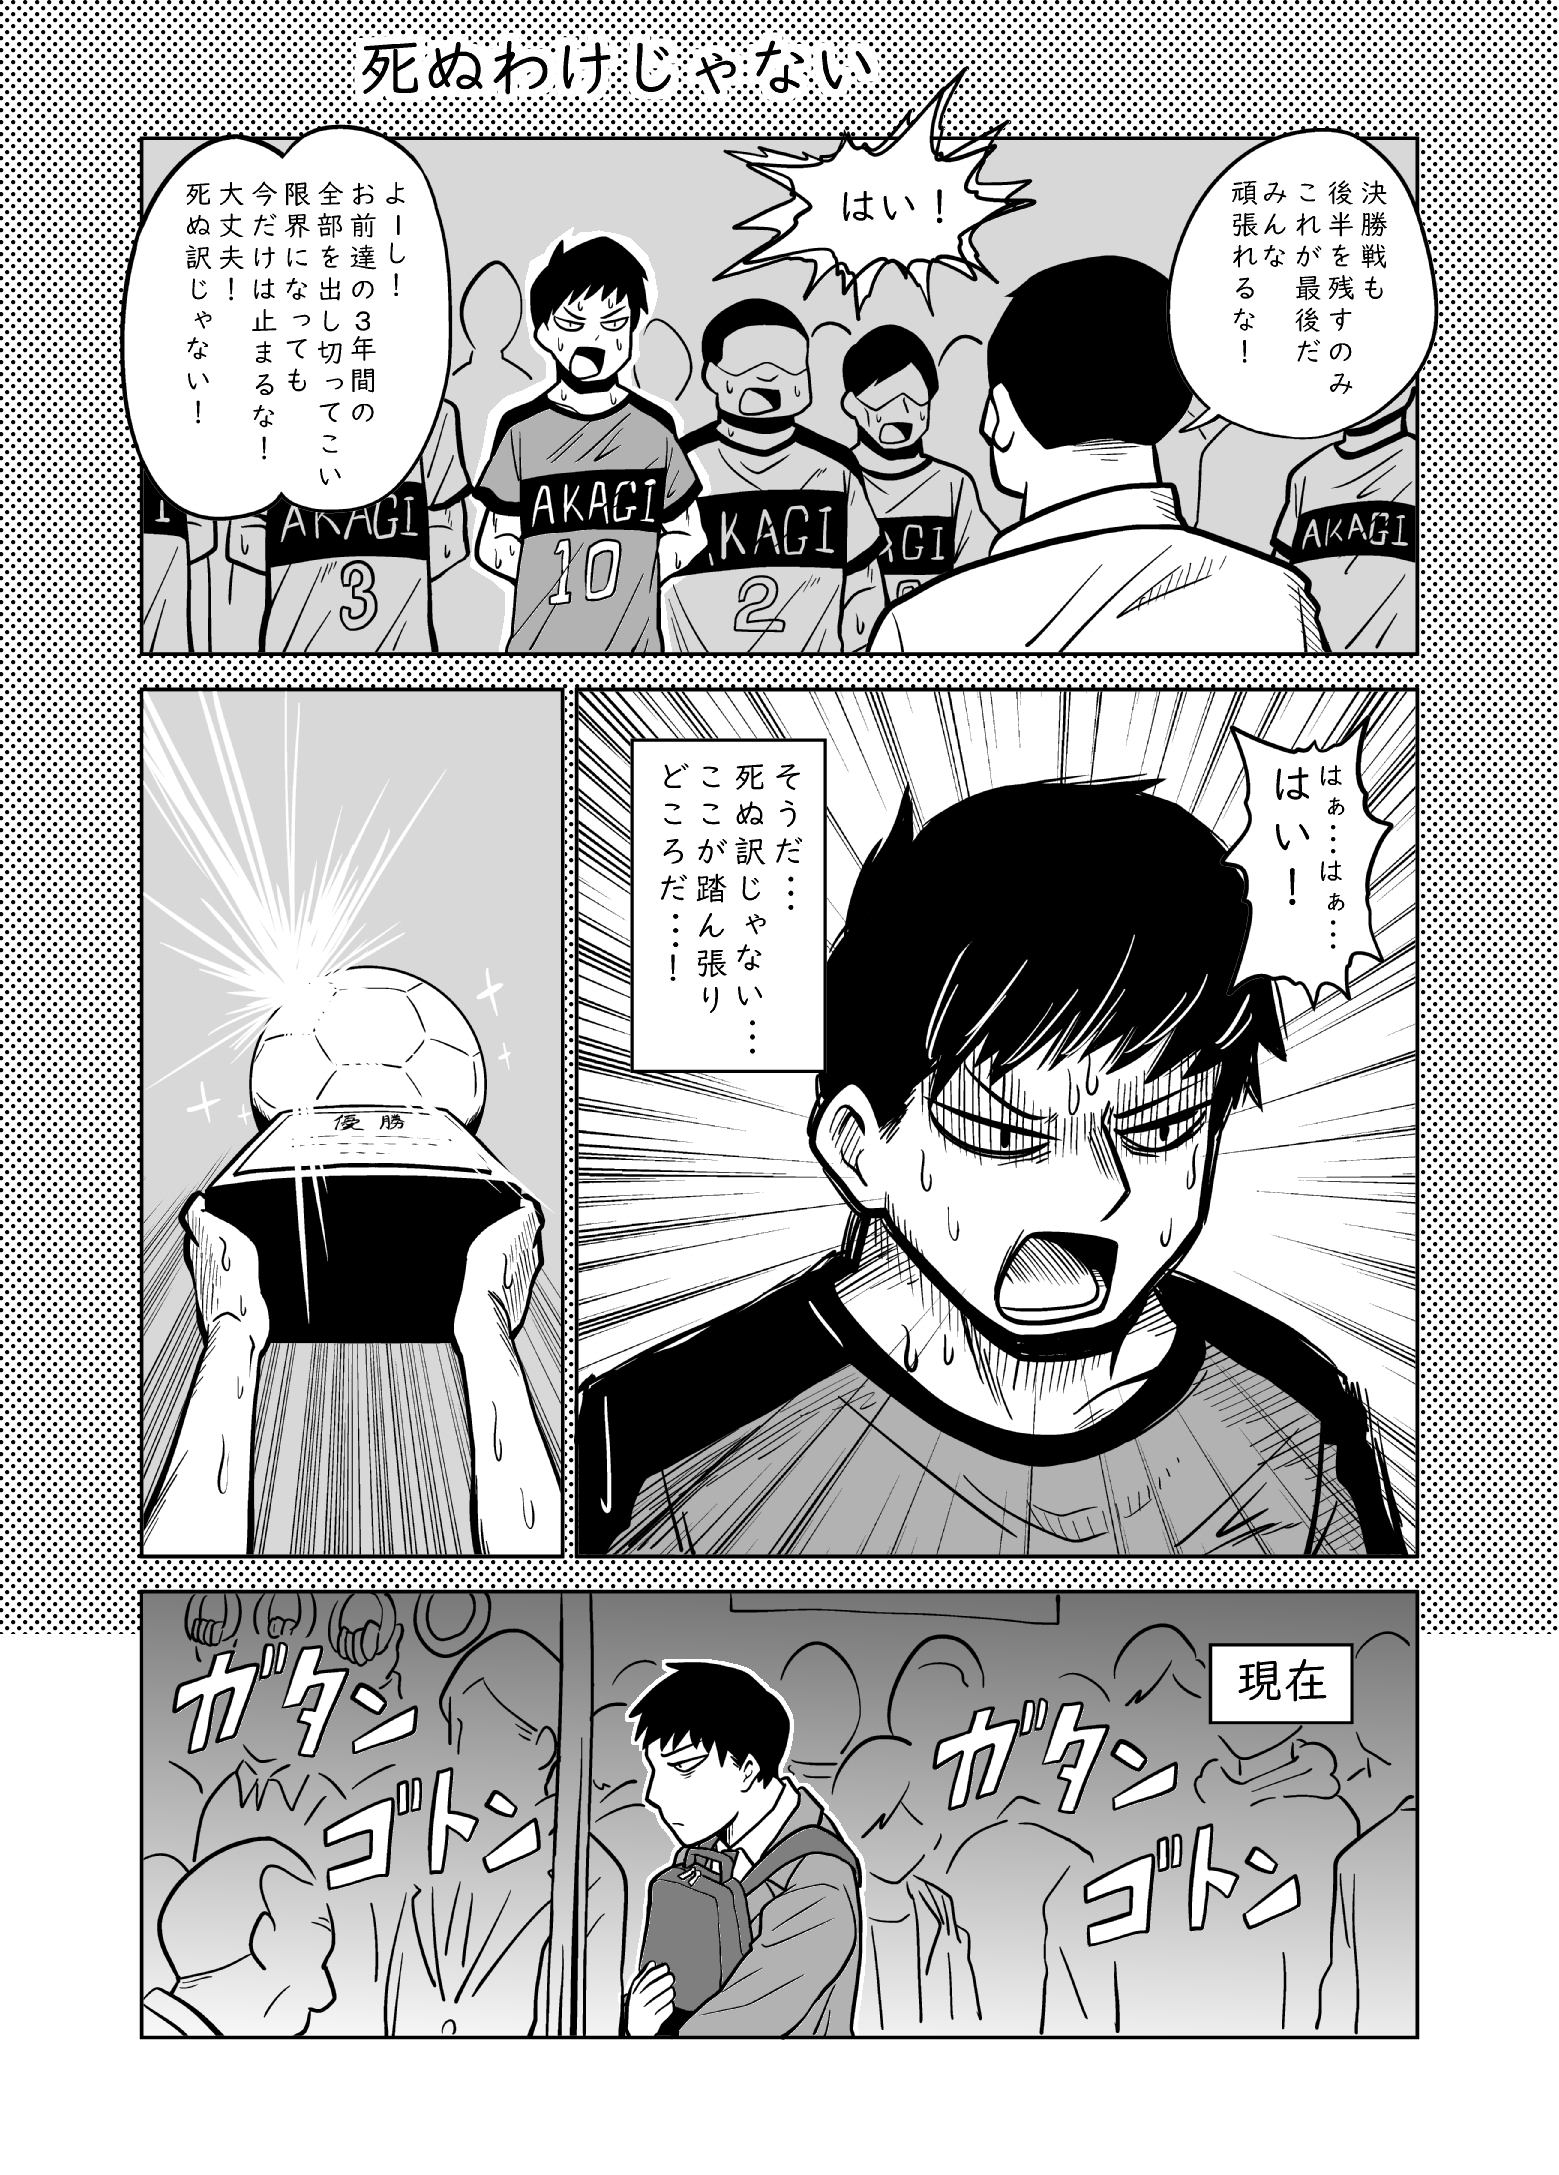 死ぬわけじゃない
決勝戦も
後半を残すのみ
これが最後だ
みんな
頑張れるな！
はい！
よーし！
お前達の３年間の
全部を出し切ってこい
限界になっても
今だけは止まるな！
大丈夫！
死ぬ訳じゃない！
AKAGI
3
AKAGI
10
KAGI
2
AGI
AKAGI
はぁ…はぁ…
はい！
そうだ…
死ぬ訳じゃない…
ここが踏ん張り
どころだ…！
優勝
現在
ガタン
ゴトン
ガタン
ゴトン